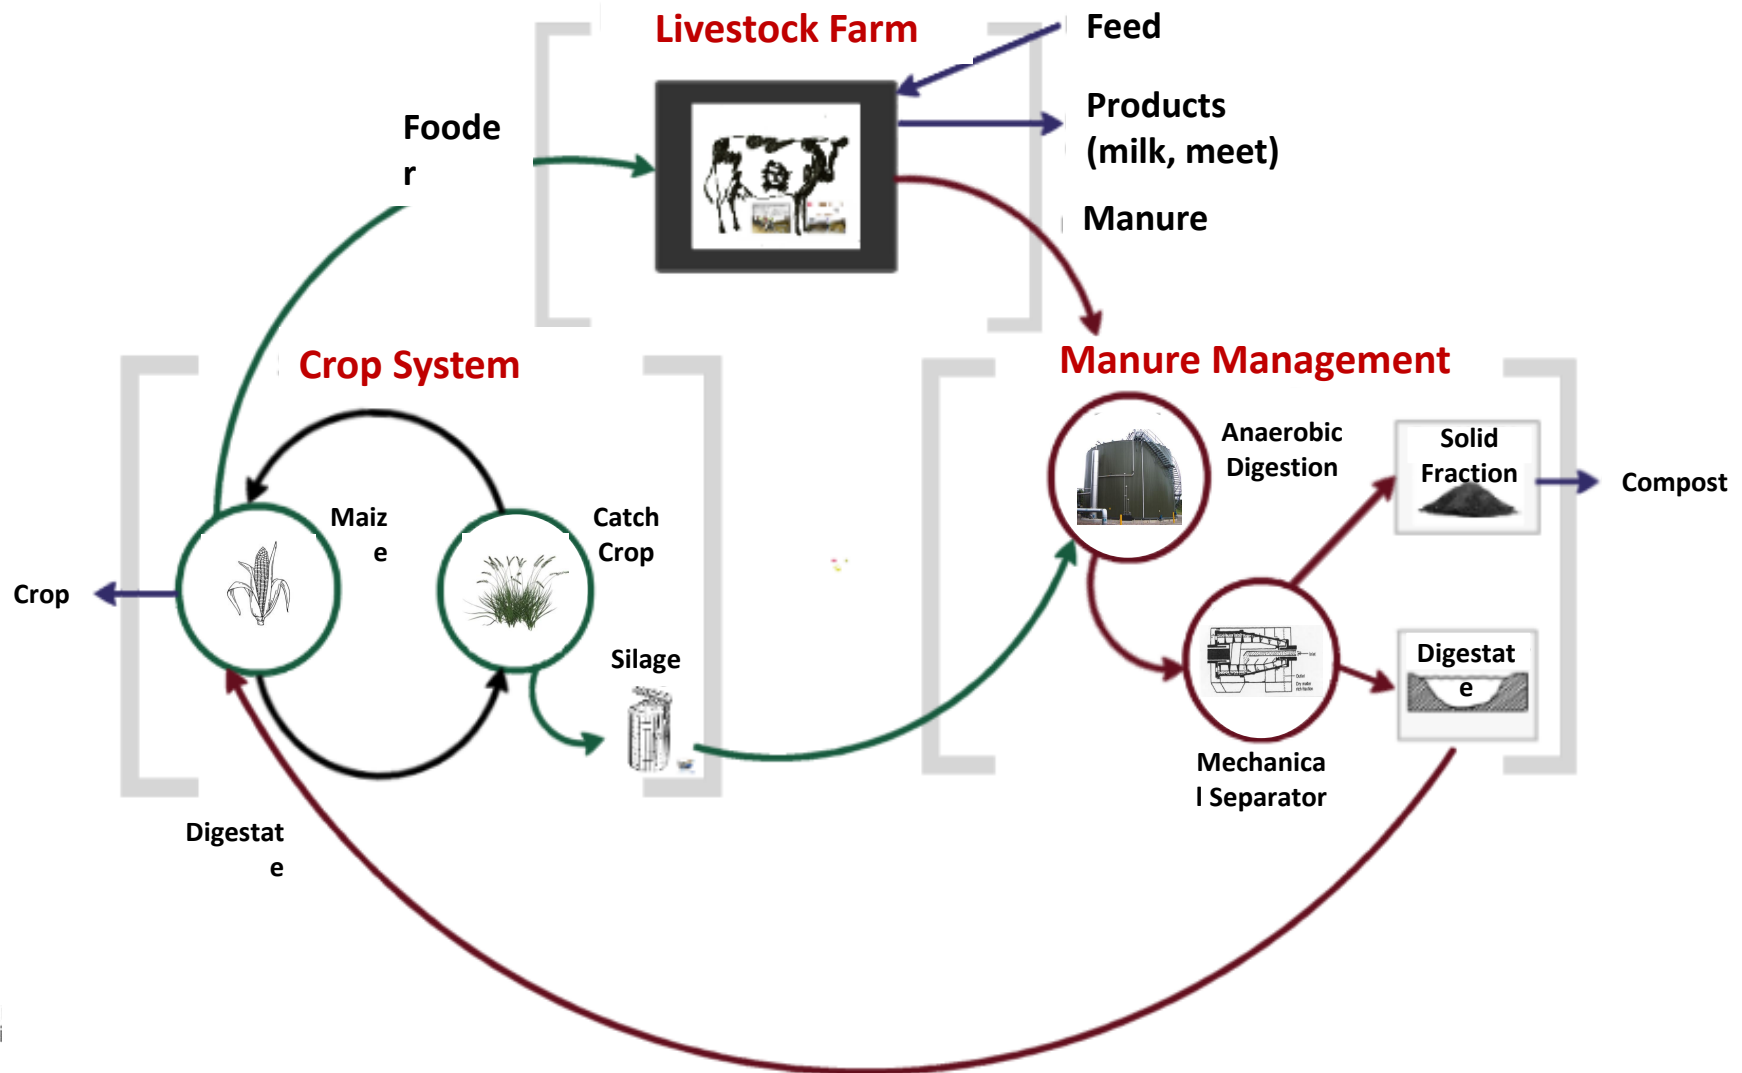 Livestock Farm
Feed
Products
(milk, meet)
Manure
Foode
r
Crop System
Maiz
e
Catch
Crop
Crop
Silage
Digestat
e
Manure Management
Anaerobic
Digestion
Solid
Fraction
Compost
Digestat
e
Mechanica
l Separator